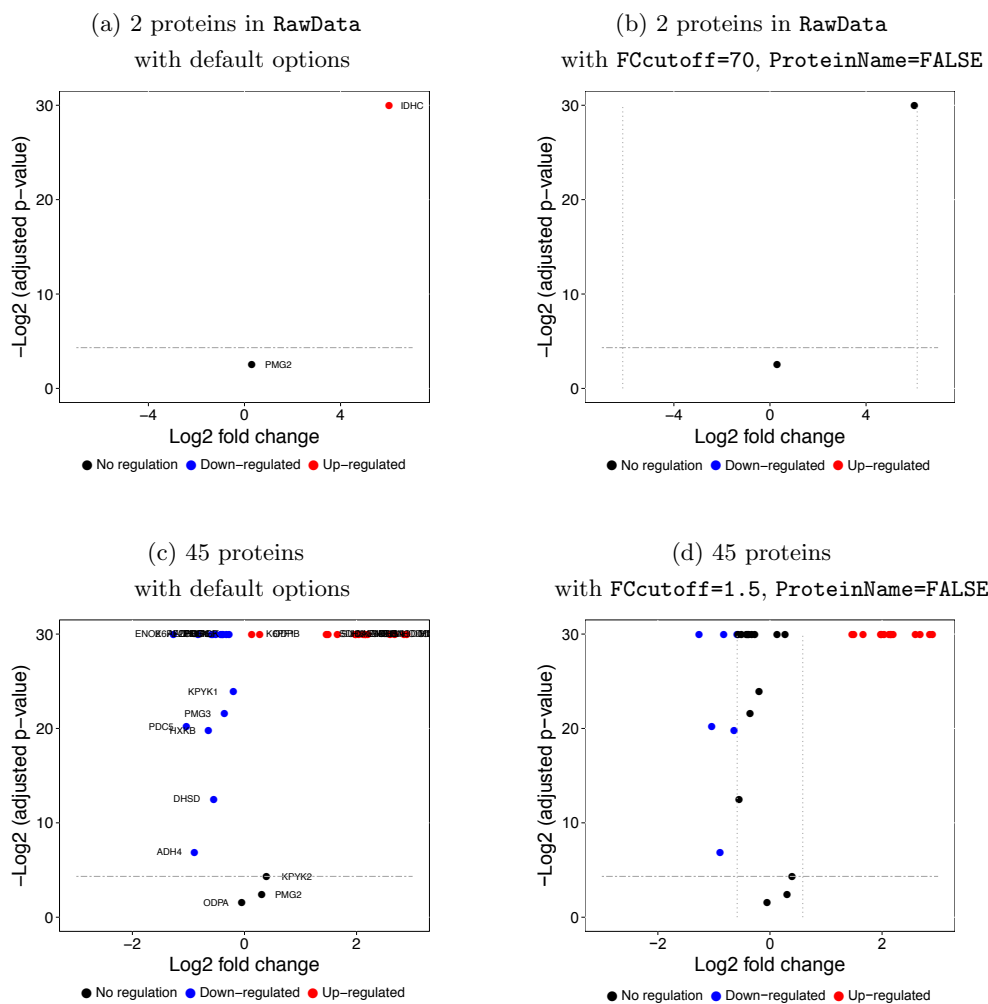 (a) 2 proteins in RawData
with default options
(b) 2 proteins in RawData
with FCcutoff=70, ProteinName=FALSE
30
20
10
0
−Log2 (adjusted p−value)
IDHC
PMG2
−4
0
4
Log2 fold change
No regulation Down−regulated Up−regulated
30
20
10
0
−Log2 (adjusted p−value)
−4
0
4
Log2 fold change
No regulation Down−regulated Up−regulated
(c) 45 proteins
with default options
(d) 45 proteins
with FCcutoff=1.5, ProteinName=FALSE
30
20
10
0
−Log2 (adjusted p−value)
KPYK1
PMG3
PDC5
HXKB
DHSD
ADH4
KPYK2
PMG2
ODPA
−2
0
2
Log2 fold change
No regulation Down−regulated Up−regulated
30
20
10
0
−Log2 (adjusted p−value)
−2
0
2
Log2 fold change
No regulation Down−regulated Up−regulated